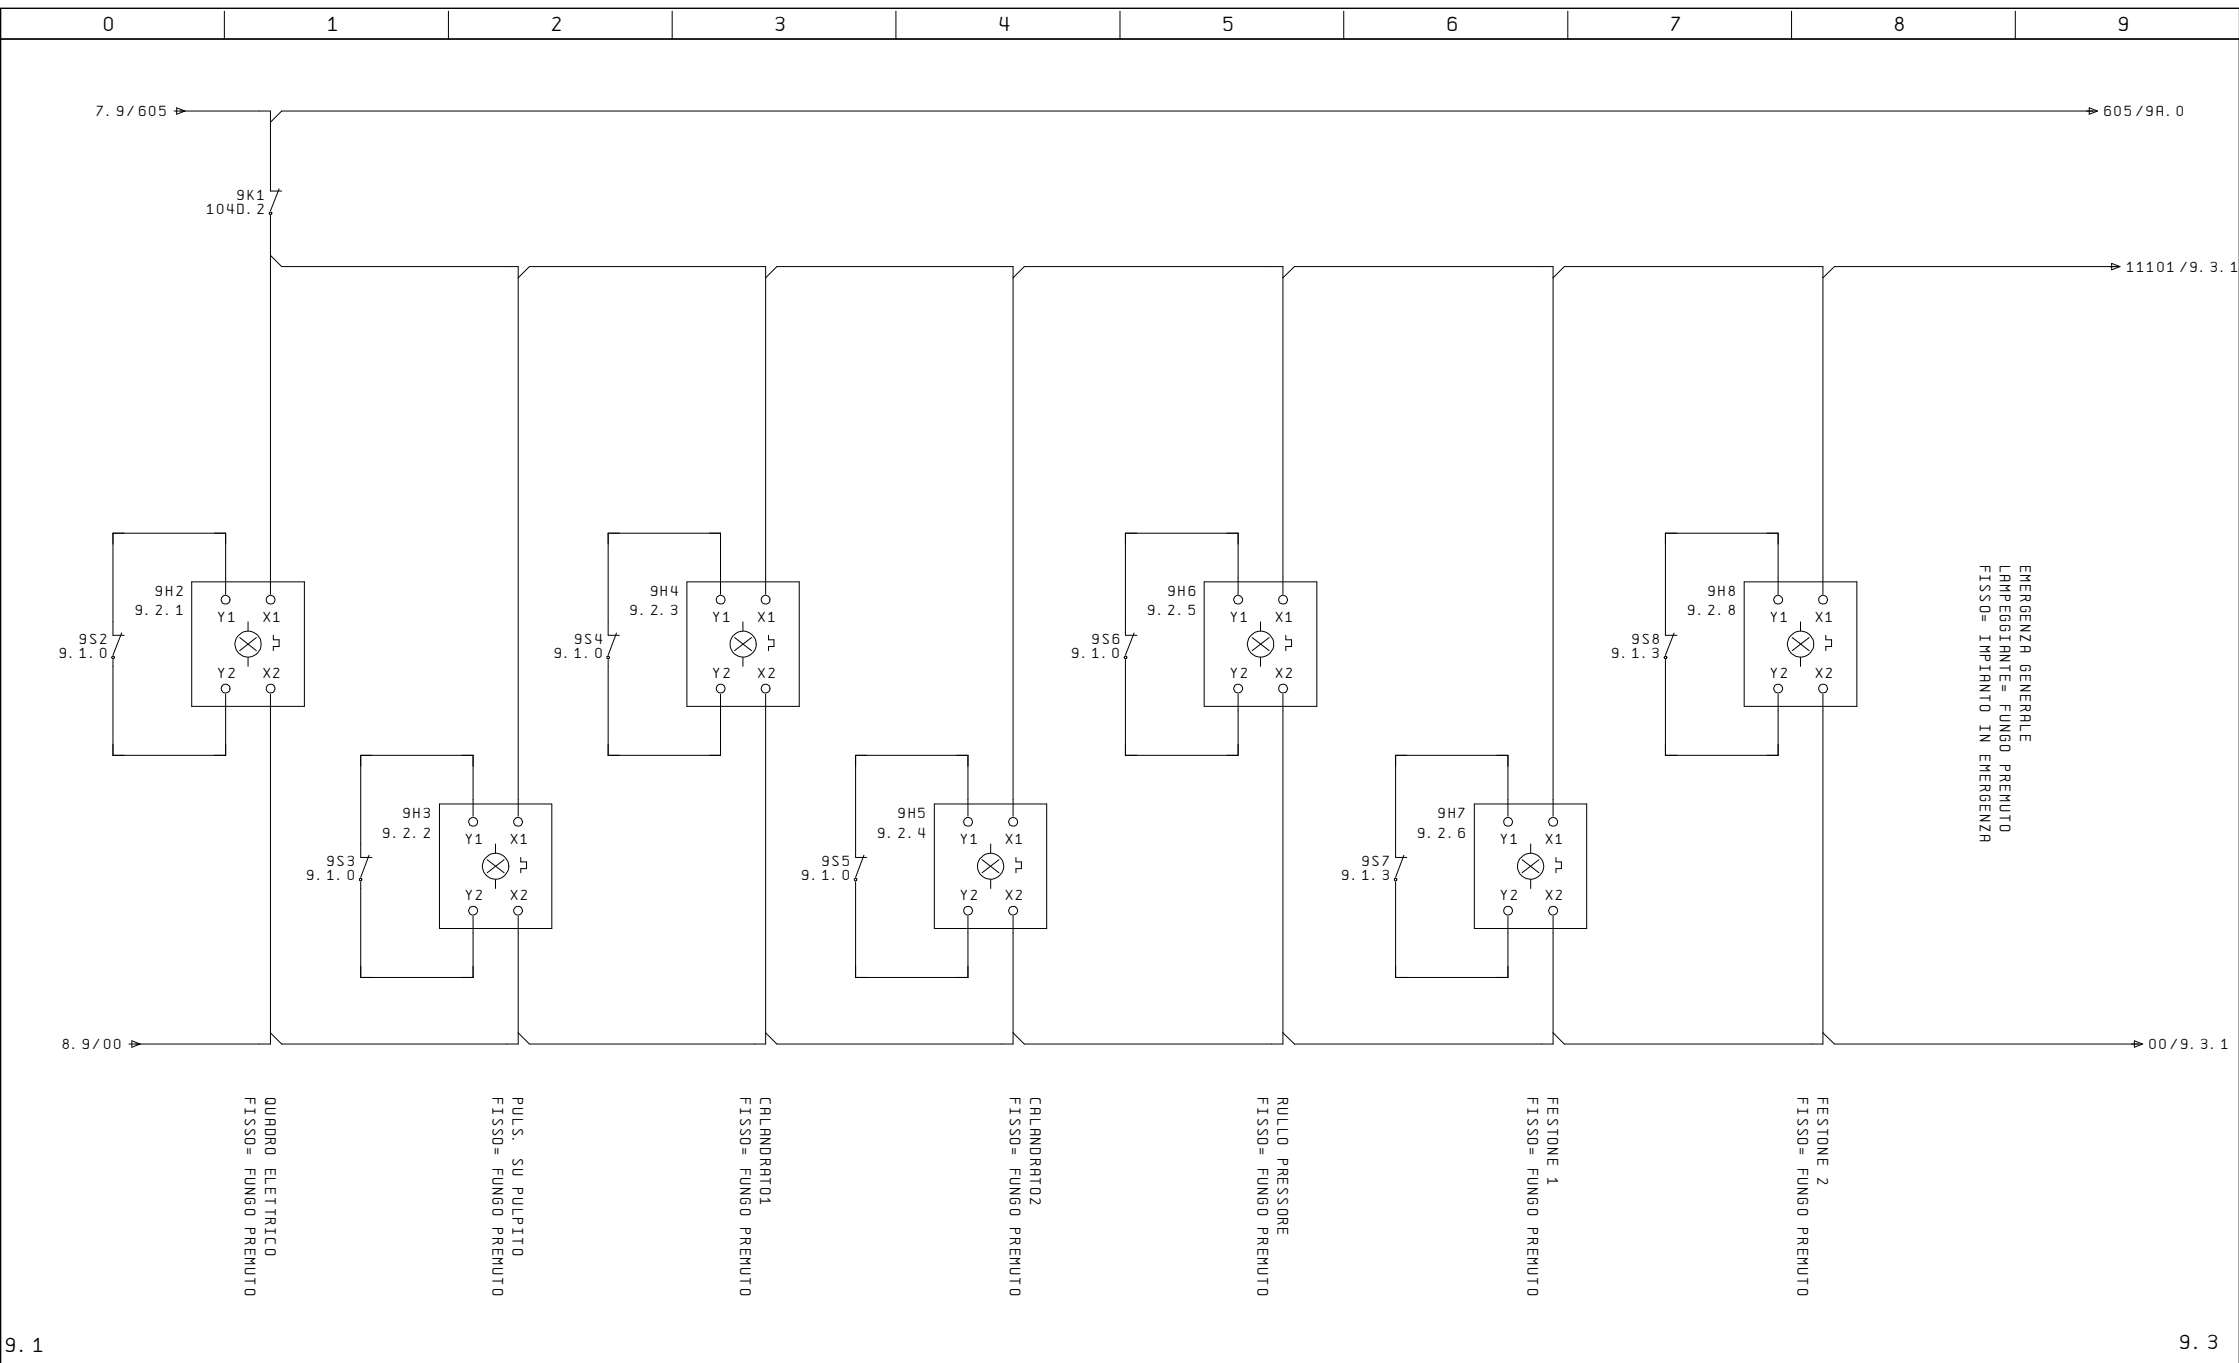 0 1 2 3 4 5 6 7 8 9
7.9/605
605/9A.0
9K1
104D.2
11101/9.3.1
9H2
9.2.1
Y1 X1
Y2 X2
9S2
9.1.0
9H4
9.2.3
Y1 X1
Y2 X2
9S4
9.1.0
9H6
9.2.5
Y1 X1
Y2 X2
9S6
9.1.0
9H8
9.2.8
Y1 X1
Y2 X2
9S8
9.1.3
EMERGENZA GENERALE
LAMPEGGIANTE= FUNGO PREMUTO
FISSO= IMPIANTO IN EMERGENZA
9H3
9.2.2
Y1 X1
Y2 X2
9S3
9.1.0
9H5
9.2.4
Y1 X1
Y2 X2
9S5
9.1.0
9H7
9.2.6
Y1 X1
Y2 X2
9S7
9.1.3
8.9/00
00/9.3.1
QUADRO ELETTRICO
FISSO= FUNGO PREMUTO
PULS. SU PULPITO
FISSO= FUNGO PREMUTO
CALANDRATO1
FISSO= FUNGO PREMUTO
CALANDRATO2
FISSO= FUNGO PREMUTO
RULLO PRESSORE
FISSO= FUNGO PREMUTO
FESTONE 1
FISSO= FUNGO PREMUTO
FESTONE 2
FISSO= FUNGO PREMUTO
9.1
9.3